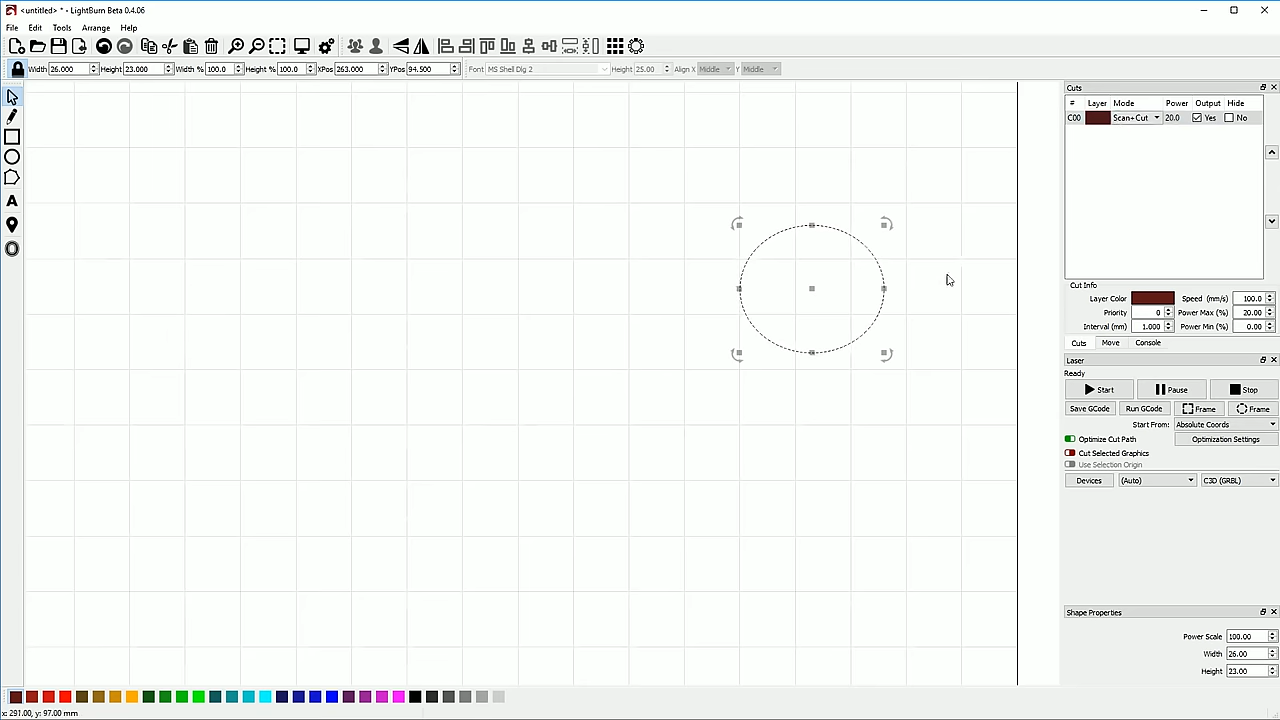 <untitled> * - LightBurn Beta 0.4.06
File Edit Tools Arrange Help
Width 26.000 Height 23.000 Width % 100.0 Height % 100.0 XPos 263.000 YPos 94.500 Font MS Shell Dlg 2 Height 25.00 Align X Middle Y Middle
A
Cuts
# Layer Mode Power Output Hide
C00 Scan+Cut 20.0 Yes No
Cut Info
Layer Color Speed (mm/s) 100.0
Priority 0 Power Max (%) 20.00
Interval (mm) 1.000 Power Min (%) 0.00
Cuts Move Console
Laser
Ready
Start Pause Stop
Save GCode Run GCode Frame Frame
Start From: Absolute Coords
Optimize Cut Path Optimization Settings
Cut Selected Graphics
Use Selection Origin
Devices (Auto) C3D (GRBL)
Shape Properties
Power Scale 100.00
Width 26.00
Height 23.00
x: 291.00, y: 97.00 mm